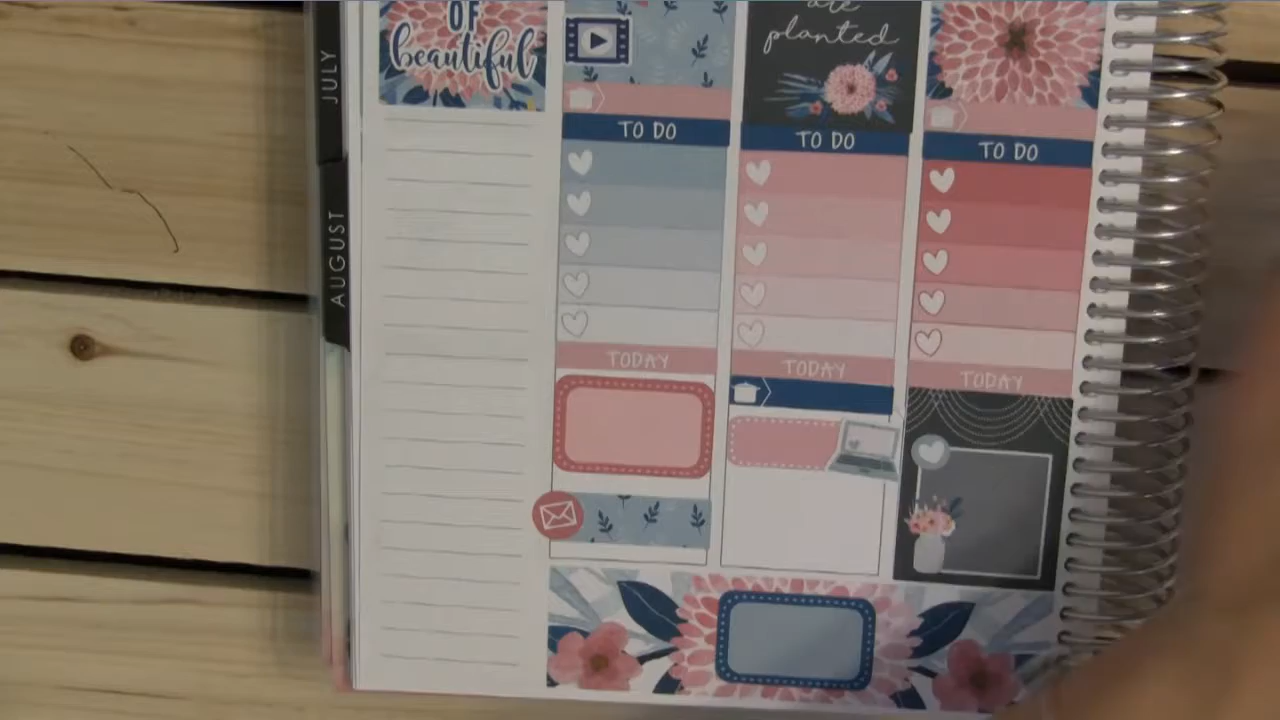 OF
beautiful
are
planted
JULY
AUGUST
TO DO
TO DO
TO DO
TODAY
TODAY
TODAY